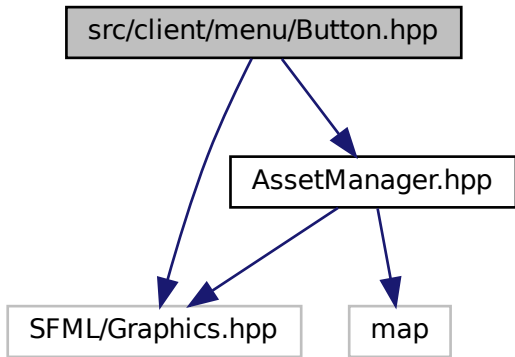 src/client/menu/Button.hpp
AssetManager.hpp
SFML/Graphics.hpp
map